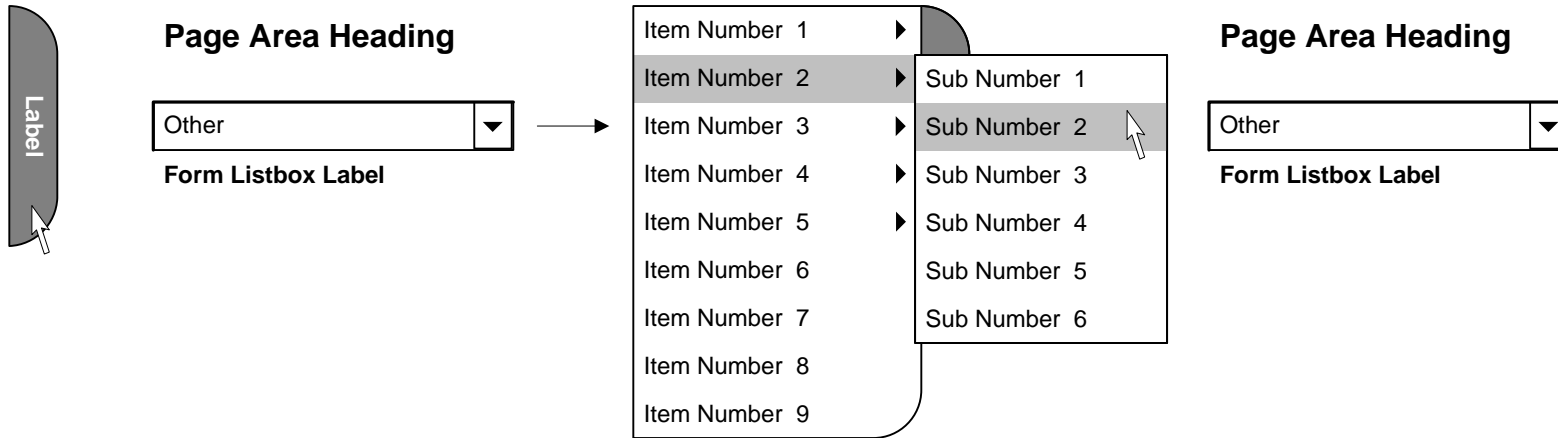 Label
Page Area Heading
Other
Form Listbox Label
Item Number 1
Item Number 2
Item Number 3
Item Number 4
Item Number 5
Item Number 6
Item Number 7
Item Number 8
Item Number 9
Sub Number 1
Sub Number 2
Sub Number 3
Sub Number 4
Sub Number 5
Sub Number 6
Page Area Heading
Other
Form Listbox Label